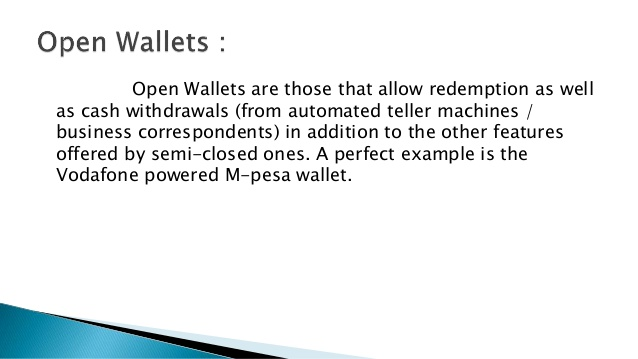 Open Wallets :
Open Wallets are those that allow redemption as well
as cash withdrawals (from automated teller machines /
business correspondents) in addition to the other features
offered by semi-closed ones. A perfect example is the
Vodafone powered M-pesa wallet.